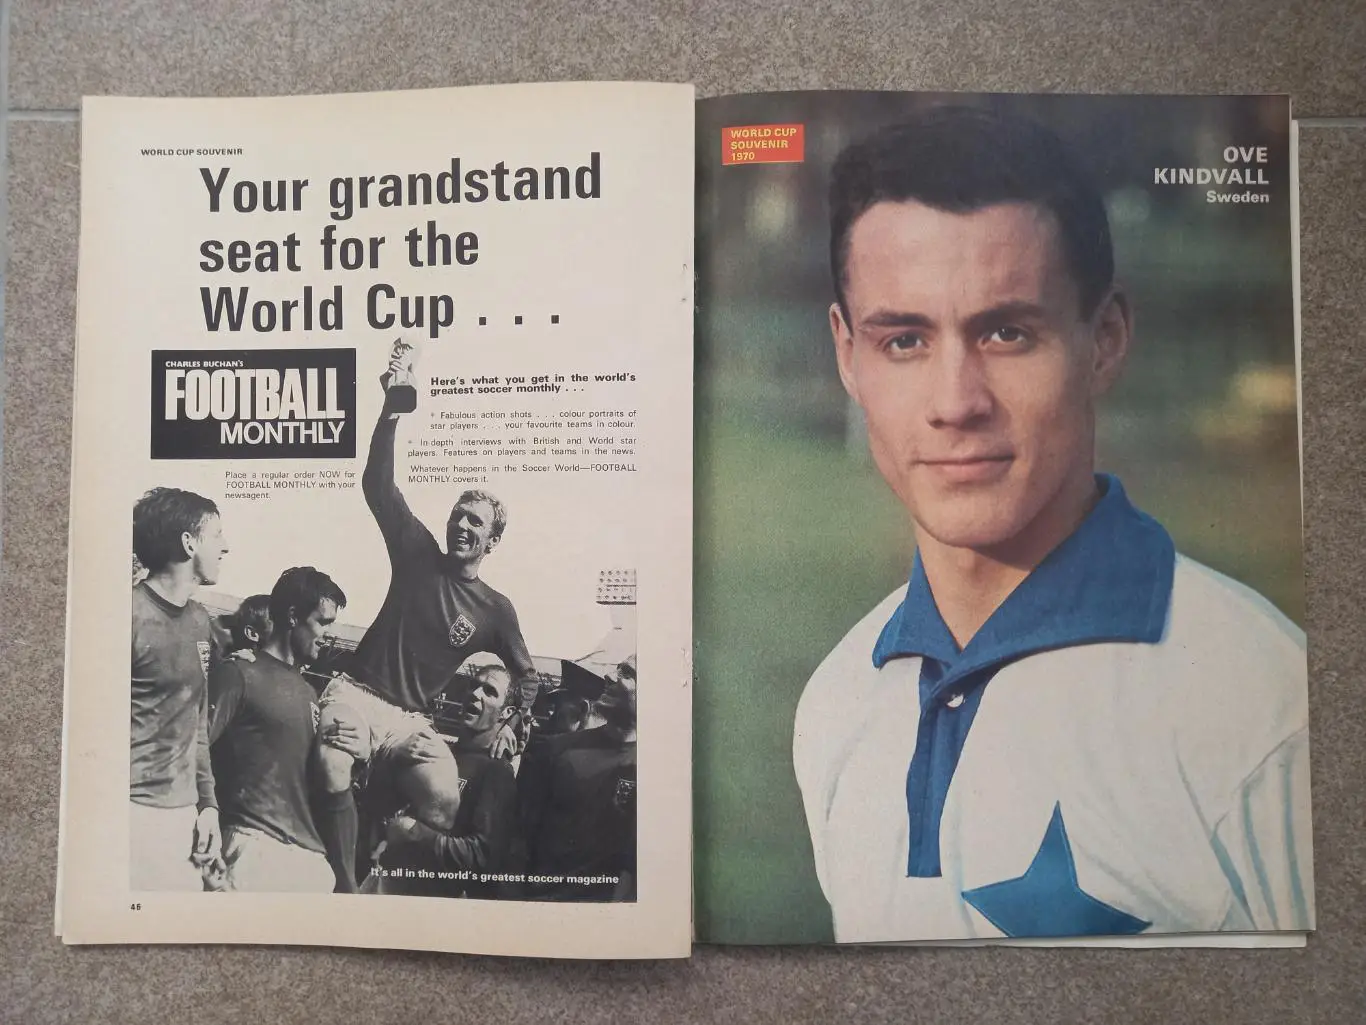 WORLD CUP SOUVENIR
Your grandstand
seat for the
World Cup . . .
CHARLES BUCHAN'S
FOOTBALL
MONTHLY
Place a regular order NOW for
FOOTBALL MONTHLY with your
newsagent.
Here's what you get in the world's
greatest soccer monthly . . .
* Fabulous action shots . . . colour portraits of
star players . . . your favourite teams in colour.
* In-depth interviews with British and World star
players. Features on players and teams in the news.
Whatever happens in the Soccer World—FOOTBALL
MONTHLY covers it.
It's all in the world's greatest soccer magazine
46
WORLD CUP
SOUVENIR
1970
OVE
KINDVALL
Sweden